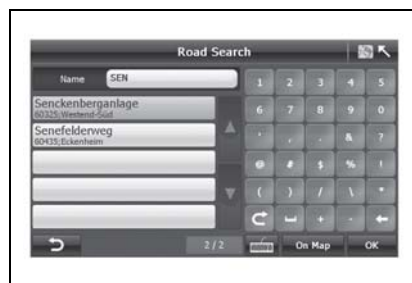 Road Search
Name SEN
Senckenberganlage
60325;Westend-Süd
Senefelderweg
60435;Eckenheim
1 2 3 4 5
6 7 8 9 0
' , . & ?
@ # $ % !
( ) / \ *
+ -
2/2 On Map OK